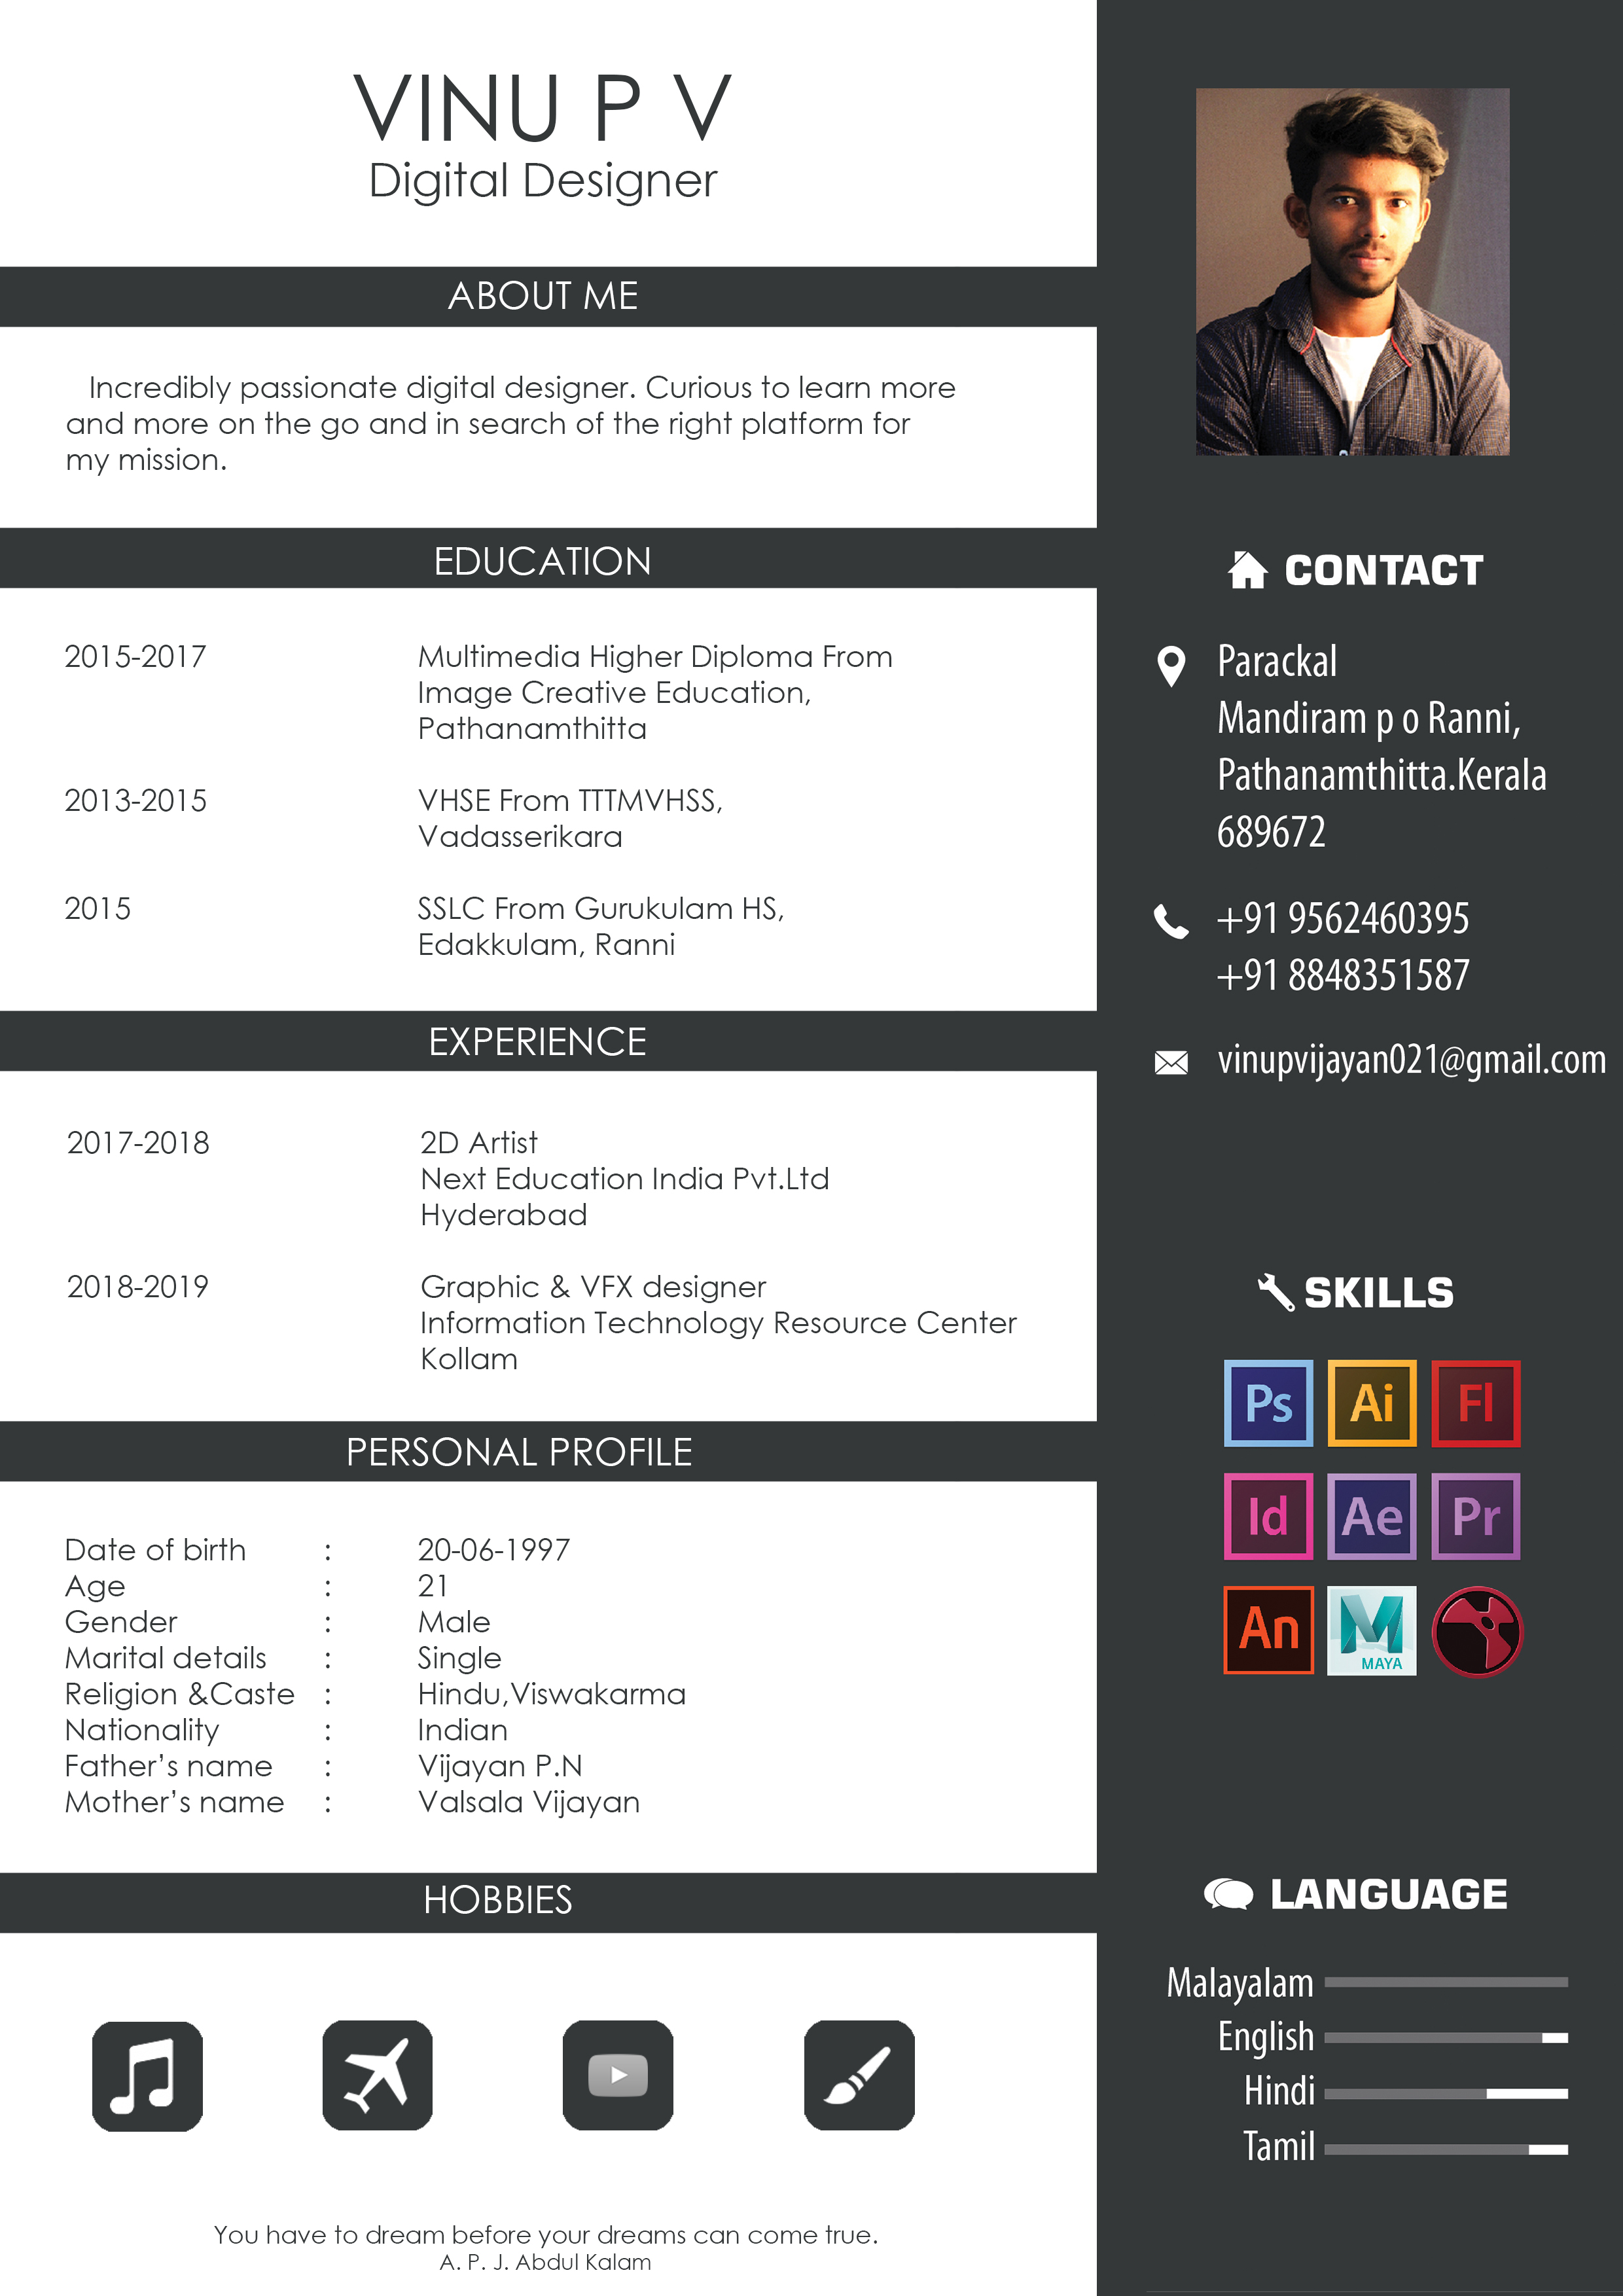 VINU P V
Digital Designer
ABOUT ME
Incredibly passionate digital designer. Curious to learn more
and more on the go and in search of the right platform for
my mission.
EDUCATION
2015-2017 Multimedia Higher Diploma From
Image Creative Education,
Pathanamthitta
2013-2015 VHSE From TTTMVHSS,
Vadasserikara
2015 SSLC From Gurukulam HS,
Edakkulam, Ranni
EXPERIENCE
2017-2018 2D Artist
Next Education India Pvt.Ltd
Hyderabad
2018-2019 Graphic & VFX designer
Information Technology Resource Center
Kollam
PERSONAL PROFILE
Date of birth : 20-06-1997
Age : 21
Gender : Male
Marital details : Single
Religion &Caste : Hindu,Viswakarma
Nationality : Indian
Father’s name : Vijayan P.N
Mother’s name : Valsala Vijayan
HOBBIES
You have to dream before your dreams can come true.
A. P. J. Abdul Kalam
CONTACT
Parackal
Mandiram p o Ranni,
Pathanamthitta.Kerala
689672
+91 9562460395
+91 8848351587
vinupvijayan021@gmail.com
SKILLS
Ps Ai Fl
Id Ae Pr
An M MAYA
LANGUAGE
Malayalam
English
Hindi
Tamil